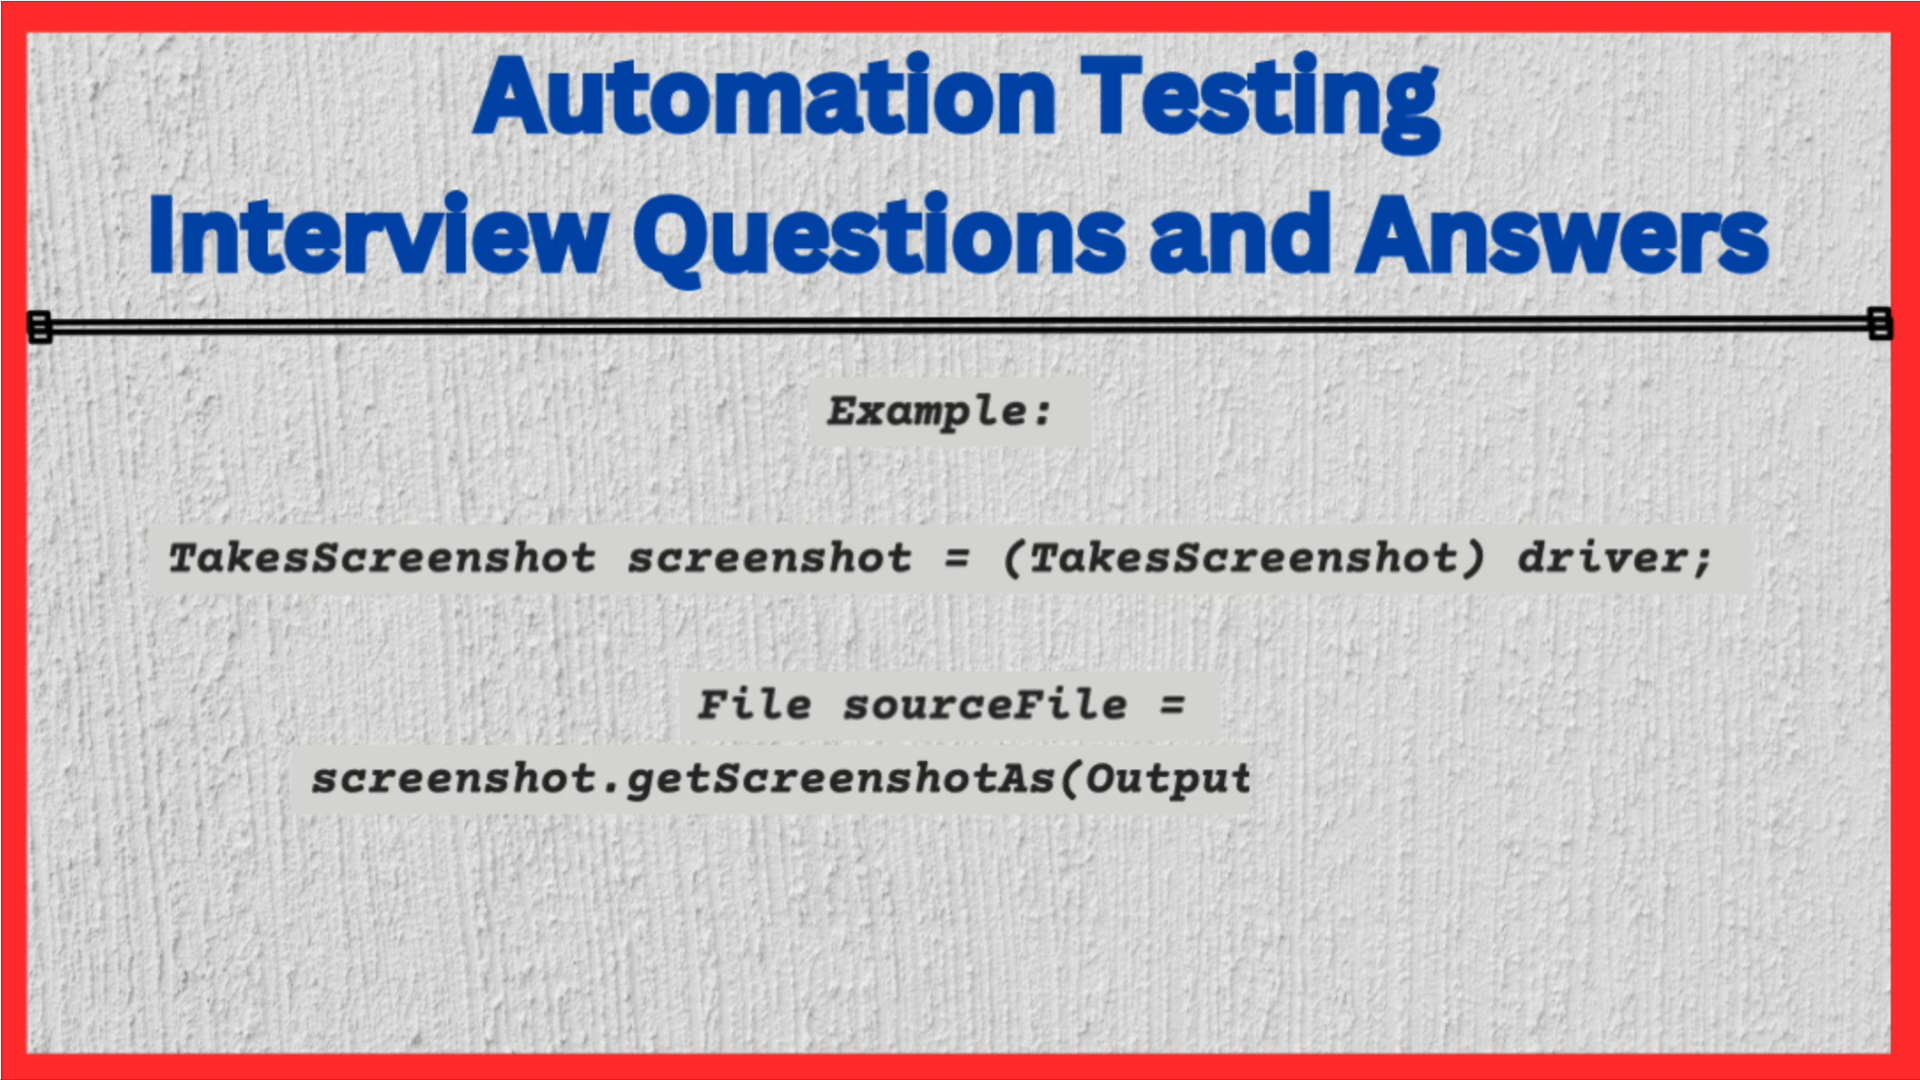 Automation Testing
Interview Questions and Answers
Example:
TakesScreenshot screenshot = (TakesScreenshot) driver;
File sourceFile =
screenshot.getScreenshotAs(Output